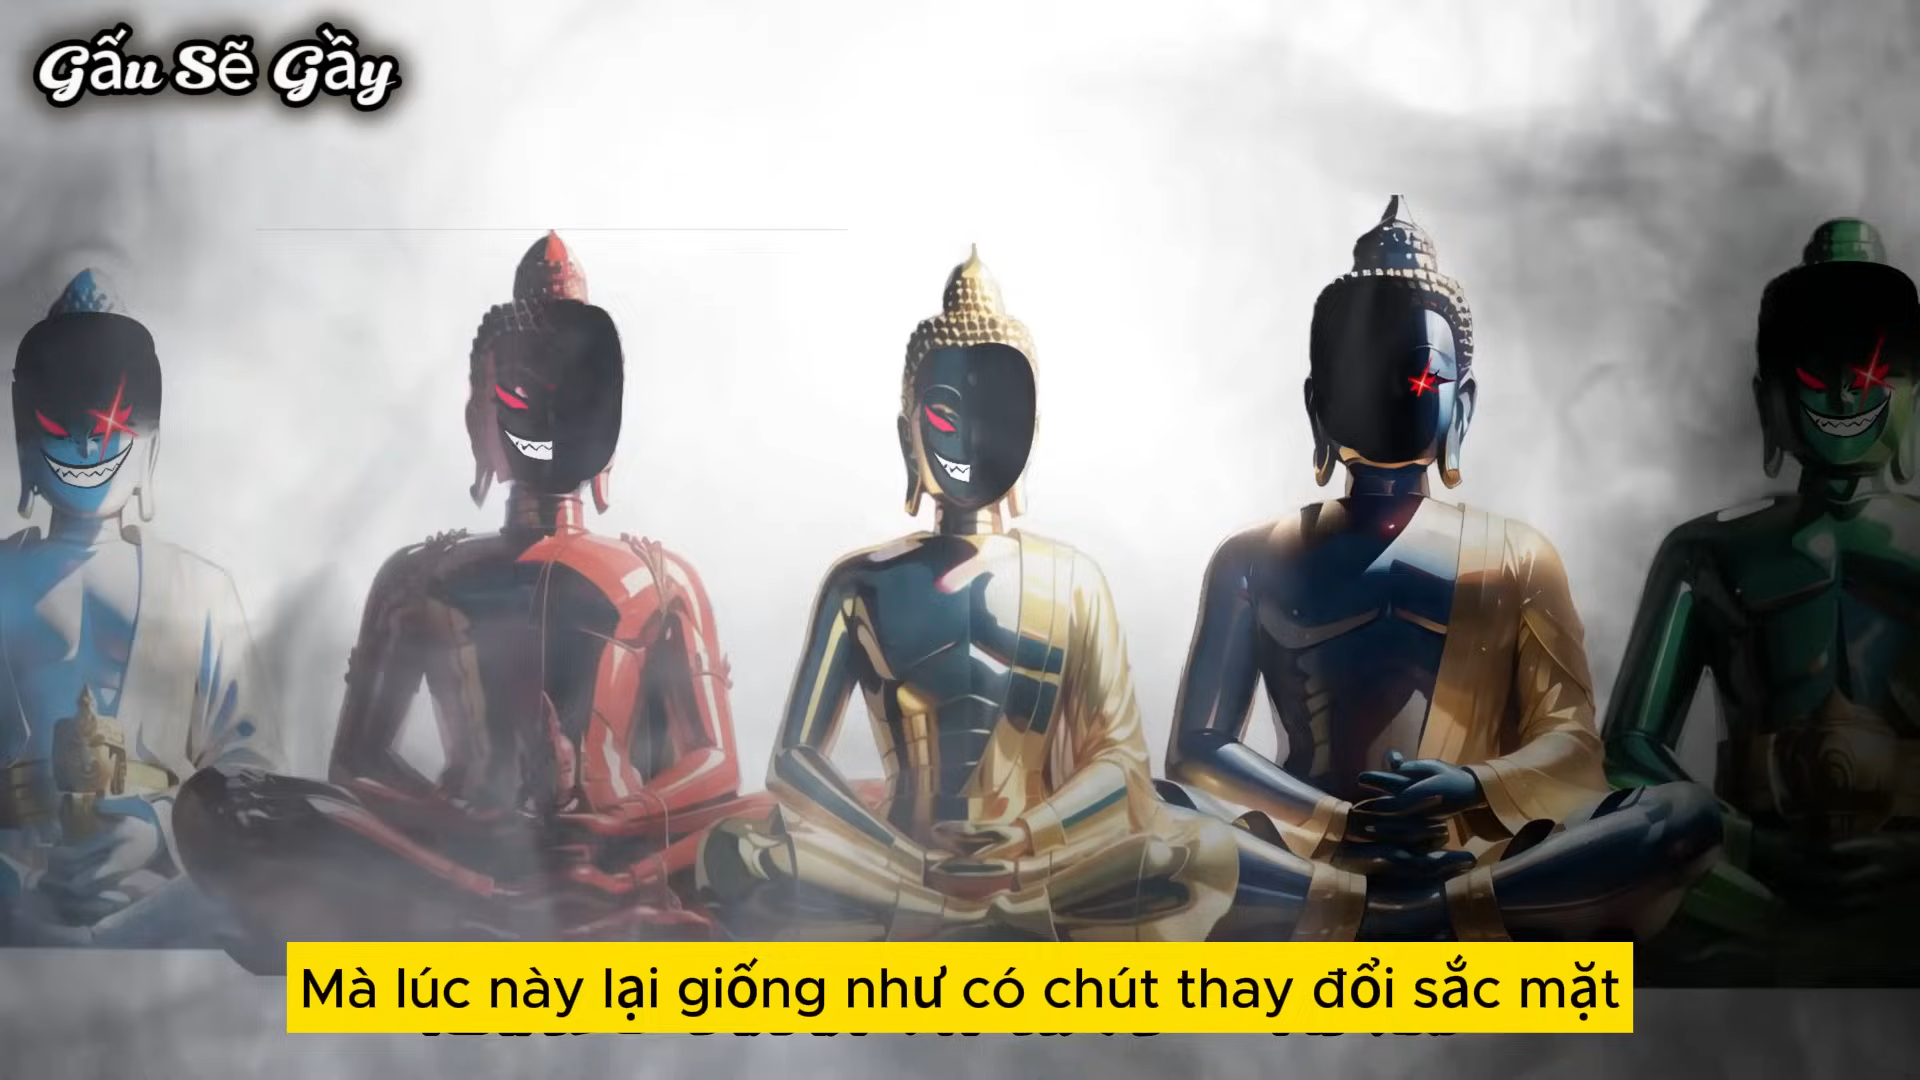 Gấu Sẽ Gầy
Mà lúc này lại giống như có chút thay đổi sắc mặt